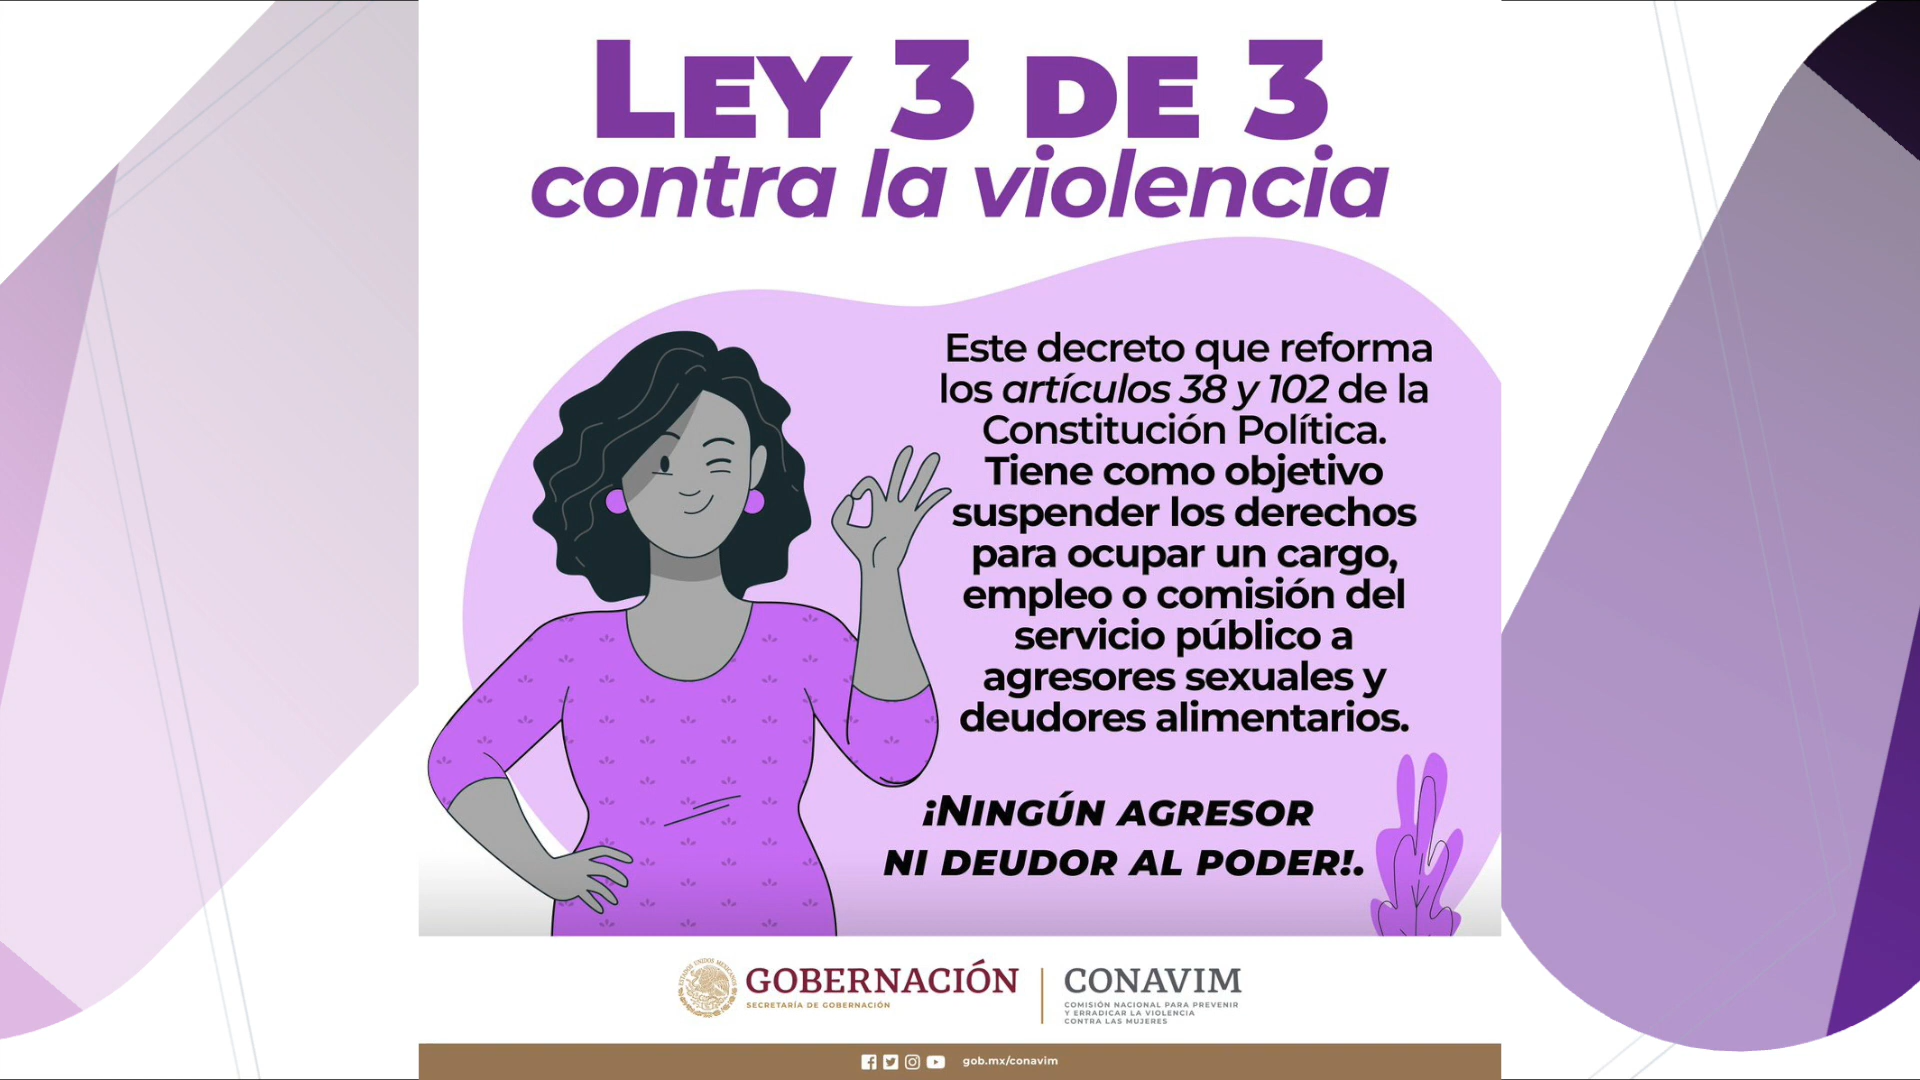 LEY 3 DE 3
contra la violencia
Este decreto que reforma
los artículos 38 y 102 de la
Constitución Política.
Tiene como objetivo
suspender los derechos
para ocupar un cargo,
empleo o comisión del
servicio público a
agresores sexuales y
deudores alimentarios.
¡NINGÚN AGRESOR
NI DEUDOR AL PODER!.
ESTADOS UNIDOS MEXICANOS
GOBERNACIÓN
SECRETARÍA DE GOBERNACIÓN
CONAVIM
COMISIÓN NACIONAL PARA PREVENIR
Y ERRADICAR LA VIOLENCIA
CONTRA LAS MUJERES
gob.mx/conavim